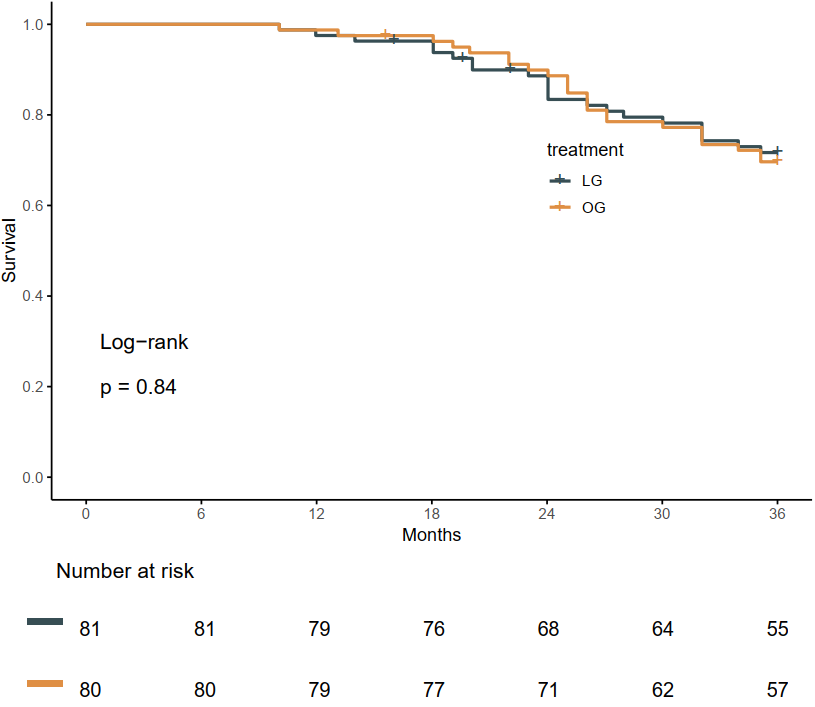 1.0
0.8
0.6
0.4
0.2
0.0
Survival
treatment
LG
OG
Log−rank
p = 0.84
0 6 12 18 24 30 36
Months
Number at risk
81 81 79 76 68 64 55
80 80 79 77 71 62 57